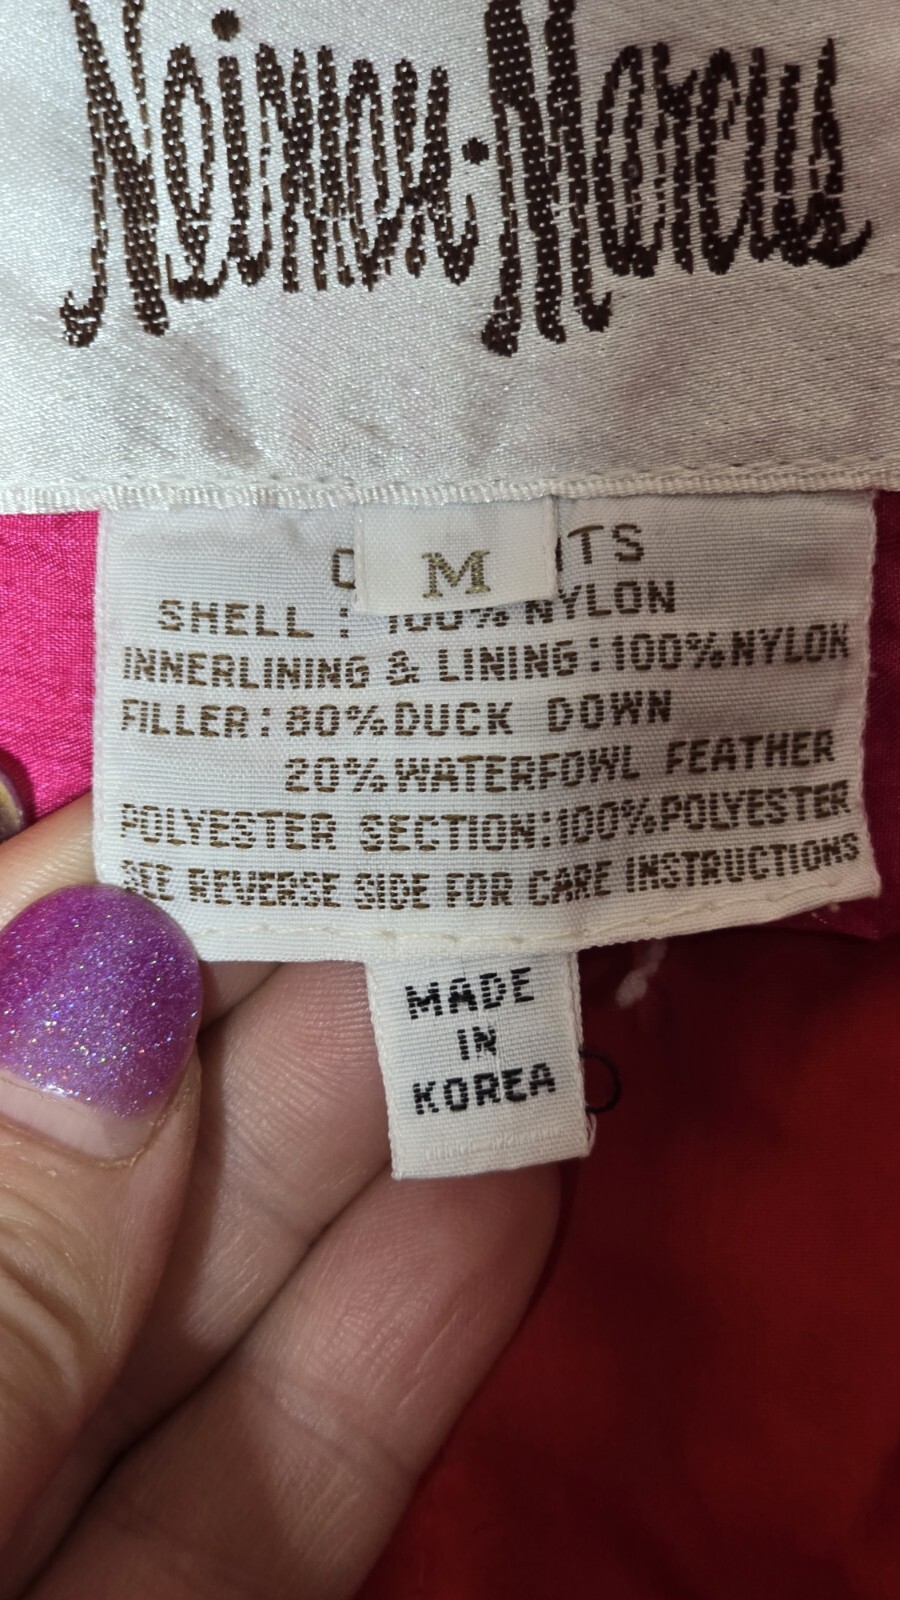 Neiman-Marcus
M
SHELL : 100% NYLON
INNERLINING & LINING:100%NYLON
FILLER: 80%DUCK DOWN
20%WATERFOWL FEATHER
POLYESTER SECTION:100%POLYESTER
SEE REVERSE SIDE FOR CARE INSTRUCTIONS
MADE
IN
KOREA